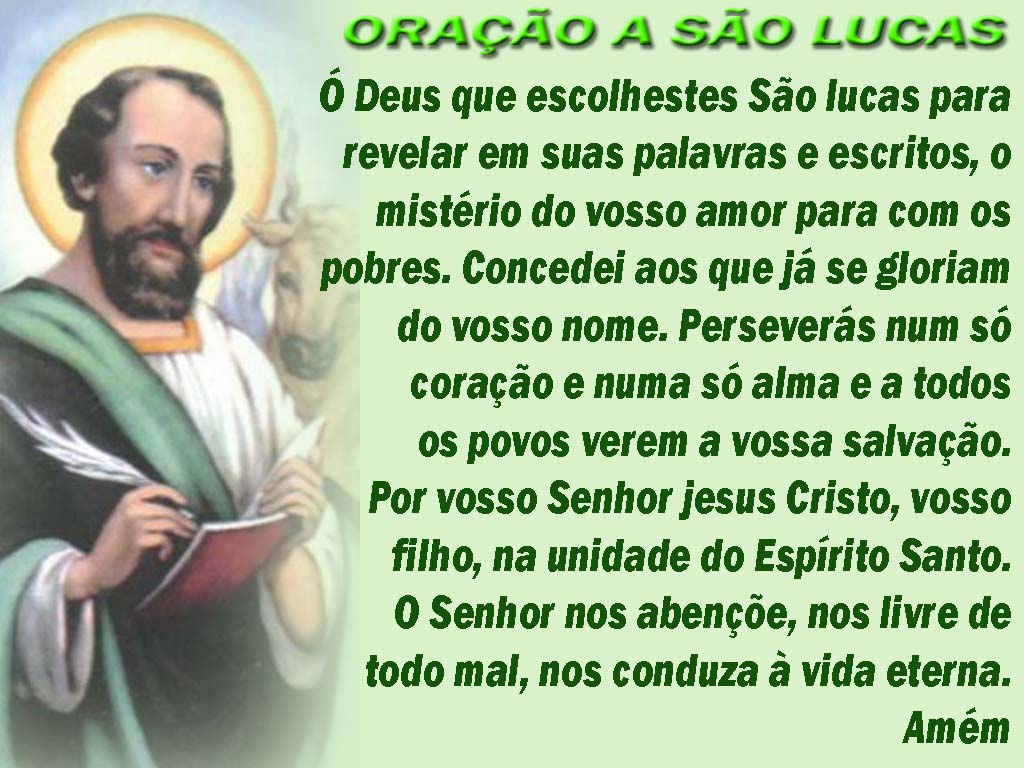 ORAÇÃO A SÃO LUCAS
Ó Deus que escolhestes São lucas para
revelar em suas palavras e escritos, o
mistério do vosso amor para com os
pobres. Concedei aos que já se gloriam
do vosso nome. Perseverás num só
coração e numa só alma e a todos
os povos verem a vossa salvação.
Por vosso Senhor jesus Cristo, vosso
filho, na unidade do Espírito Santo.
O Senhor nos abençõe, nos livre de
todo mal, nos conduza à vida eterna.
Amém